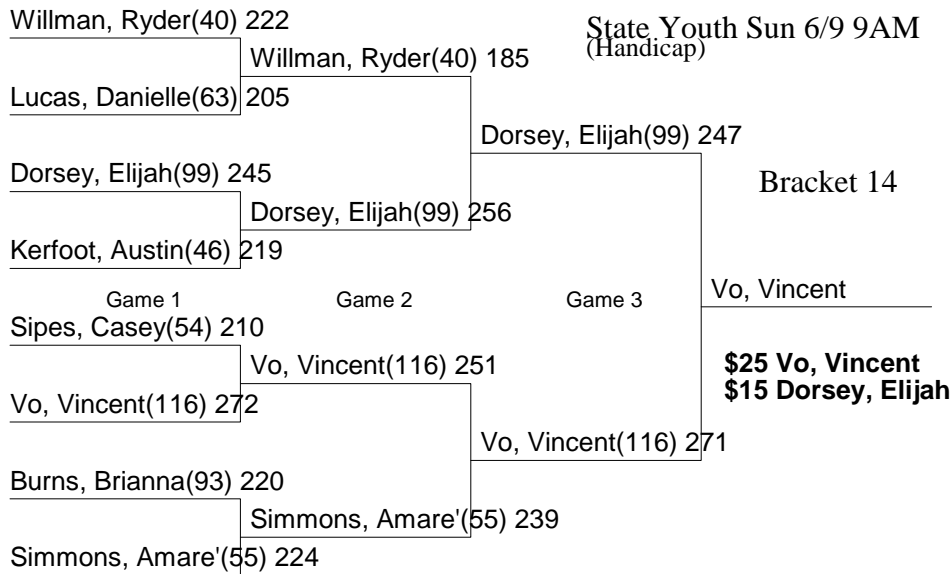 Willman, Ryder(40) 222
State Youth Sun 6/9 9AM
(Handicap)
Willman, Ryder(40) 185
Lucas, Danielle(63) 205
Dorsey, Elijah(99) 247
Dorsey, Elijah(99) 245
Bracket 14
Dorsey, Elijah(99) 256
Kerfoot, Austin(46) 219
Game 1
Game 2
Game 3
Vo, Vincent
Sipes, Casey(54) 210
Vo, Vincent(116) 251
$25 Vo, Vincent
$15 Dorsey, Elijah
Vo, Vincent(116) 272
Vo, Vincent(116) 271
Burns, Brianna(93) 220
Simmons, Amare'(55) 239
Simmons, Amare'(55) 224